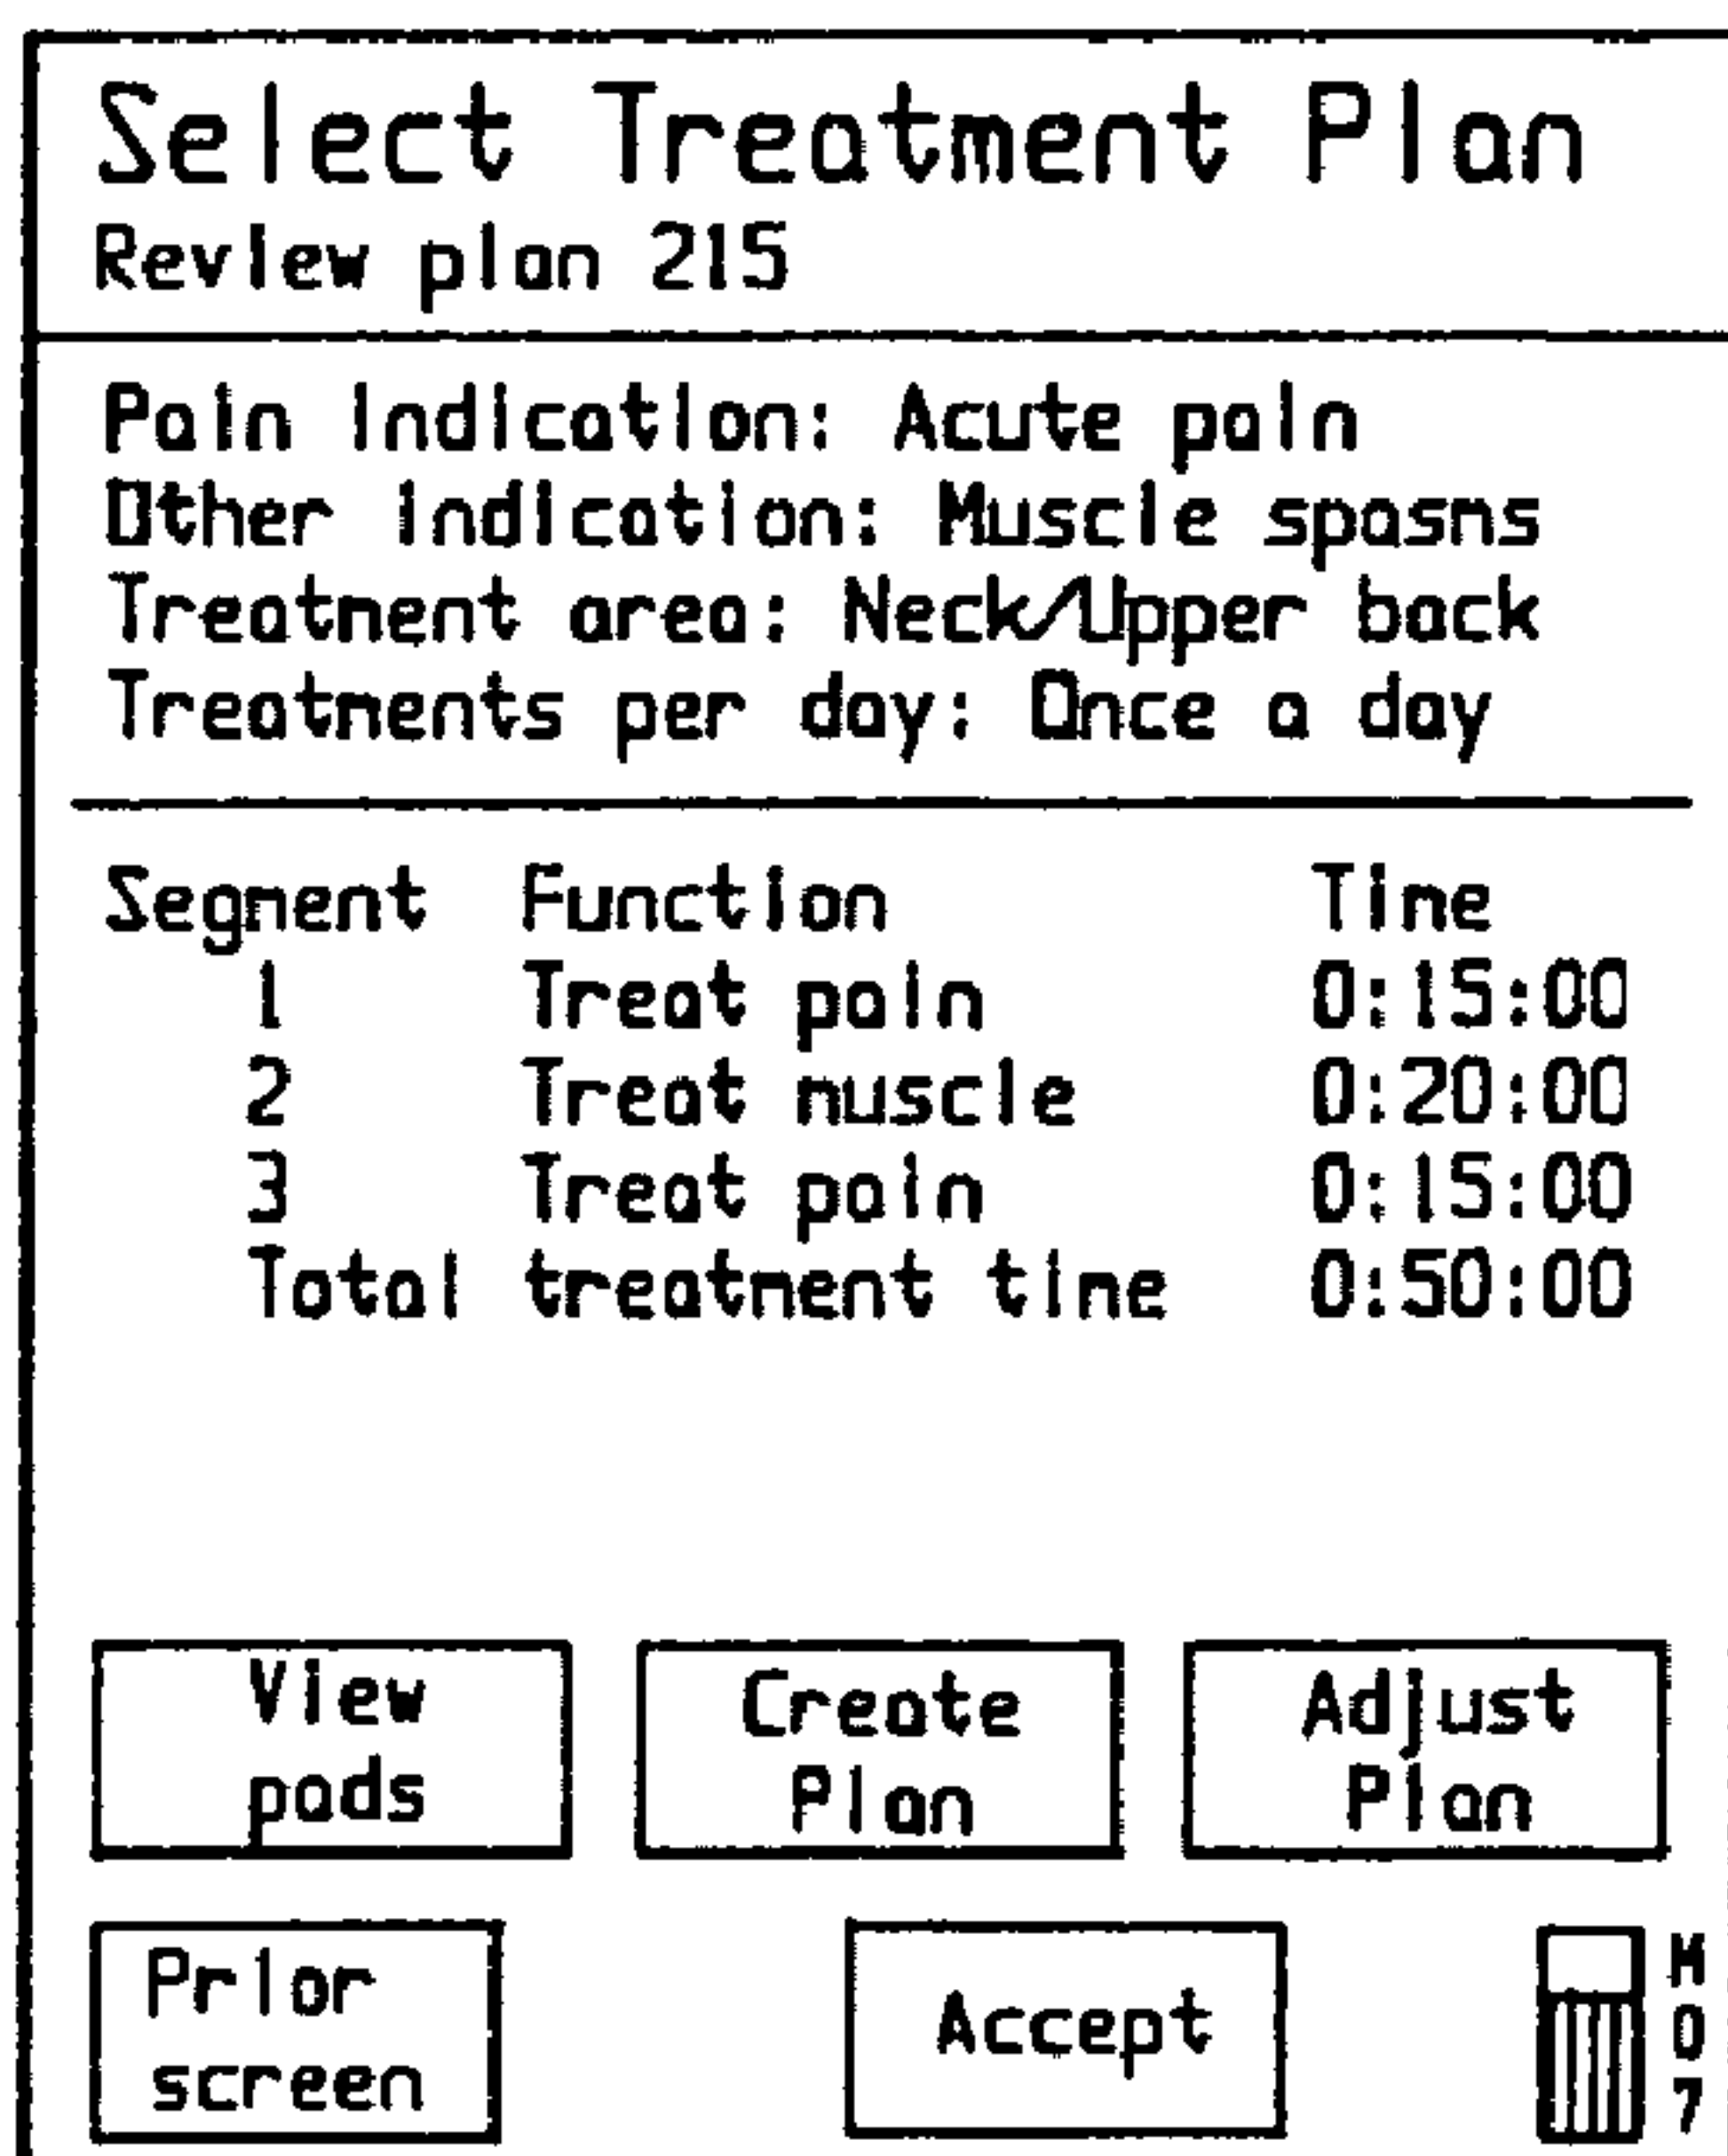 Select Treatment Plan
Review plan 215
Pain indication: Acute pain
Other indication: Muscle spasms
Treatment area: Neck/Upper back
Treatments per day: Once a day
Segment Function Time
1 Treat pain 0:15:00
2 Treat muscle 0:20:00
3 Treat pain 0:15:00
Total treatment time 0:50:00
View pads
Create Plan
Adjust Plan
Prior screen
Accept
M07